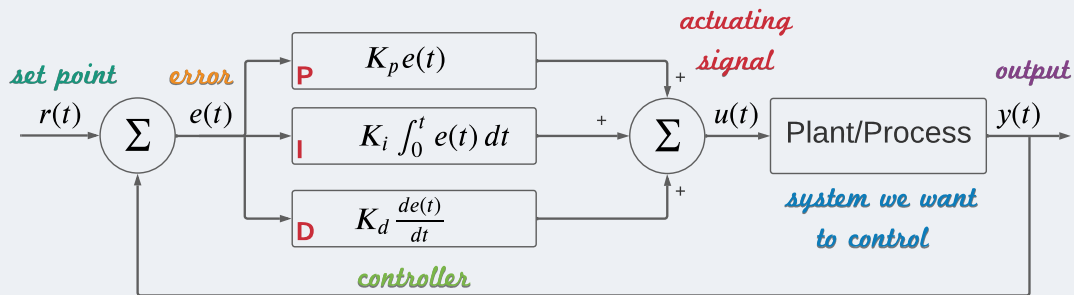 set point
r(t)
Σ
error
e(t)
P
K_p e(t)
I
K_i ∫_0^t e(t) dt
D
K_d de(t)/dt
controller
+
+
+
Σ
actuating
signal
u(t)
Plant/Process
system we want
to control
output
y(t)